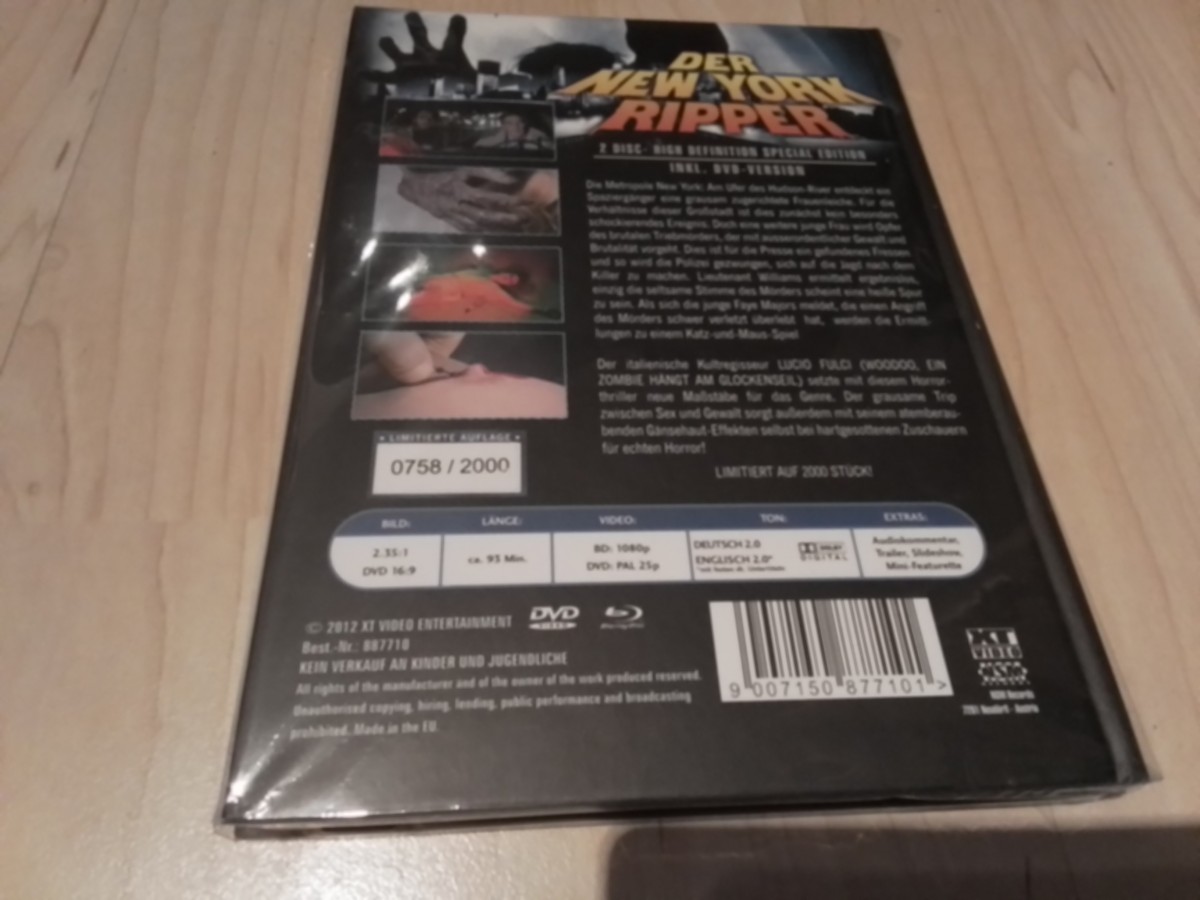 DER
NEW YORK
RIPPER
2 DISC- HIGH DEFINITION SPECIAL EDITION
INKL. DVD-VERSION
Die Metropole New York: Am Ufer des Hudson-River entdeckt ein
Spaziergänger eine grausam zugerichtete Frauenleiche. Für die
Verhältnisse dieser Großstadt ist dies zunächst kein besonders
schockierendes Ereignis. Doch eine weitere junge Frau wird Opfer
des brutalen Triebmörders, der mit ausserordentlicher Gewalt und
Brutalität vorgeht. Dies ist für die Presse ein gefundenes Fressen
und so wird die Polizei gezwungen, sich auf die Jagd nach dem
Killer zu machen. Lieutenant Williams ermittelt ergebnislos,
einzig die seltsame Stimme des Mörders scheint eine heiße Spur
zu sein. Als sich die junge Faye Majors meldet, die einen Angriff
des Mörders schwer verletzt überlebt hat, werden die Ermitt-
lungen zu einem Katz-und-Maus-Spiel
Der italienische Kultregisseur LUCIO FULCI (WOODOO, EIN
ZOMBIE HÄNGT AM GLOCKENSEIL) setzte mit diesem Horror-
thriller neue Maßstäbe für das Genre. Der grausame Trip
zwischen Sex und Gewalt sorgt außerdem mit seinem atemberau-
benden Gänsehaut-Effekten selbst bei hartgesottenen Zuschauern
für echten Horror!
LIMITIERT AUF 2000 STÜCK!
• LIMITIERTE AUFLAGE •
0758 / 2000
BILD: LÄNGE: VIDEO: TON: EXTRAS:
2.35:1
DVD 16:9
ca. 93 Min.
BD: 1080p
DVD: PAL 25p
DEUTSCH 2.0
ENGLISCH 2.0*
DOLBY
DIGITAL
Audiokommentar,
Trailer, Slideshow,
Mini-Featurette
© 2012 XT VIDEO ENTERTAINMENT
DVD
VIDEO
Blu-ray Disc
Best.-Nr.: 887710
KEIN VERKAUF AN KINDER UND JUGENDLICHE
All rights of the manufacturer and of the owner of the work produced reserved.
Unauthorised copying, hiring, lending, public performance and broadcasting
prohibited. Made in the EU.
9 007150 877101 >
XT
VIDEO
NSM Records